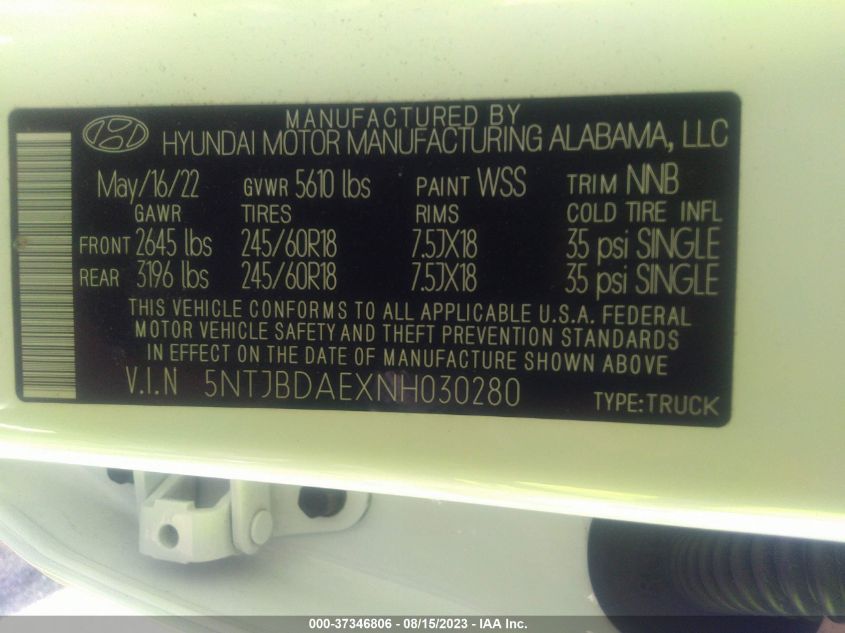 MANUFACTURED BY
HYUNDAI MOTOR MANUFACTURING ALABAMA, LLC
May/16/22 GVWR 5610 lbs PAINT WSS TRIM NNB
GAWR TIRES RIMS COLD TIRE INFL
FRONT 2645 lbs 245/60R18 7.5JX18 35 psi SINGLE
REAR 3196 lbs 245/60R18 7.5JX18 35 psi SINGLE
THIS VEHICLE CONFORMS TO ALL APPLICABLE U.S.A. FEDERAL
MOTOR VEHICLE SAFETY AND THEFT PREVENTION STANDARDS
IN EFFECT ON THE DATE OF MANUFACTURE SHOWN ABOVE
V.I.N 5NTJBDAEXNH030280 TYPE:TRUCK
000-37346806 - 08/15/2023 - IAA Inc.